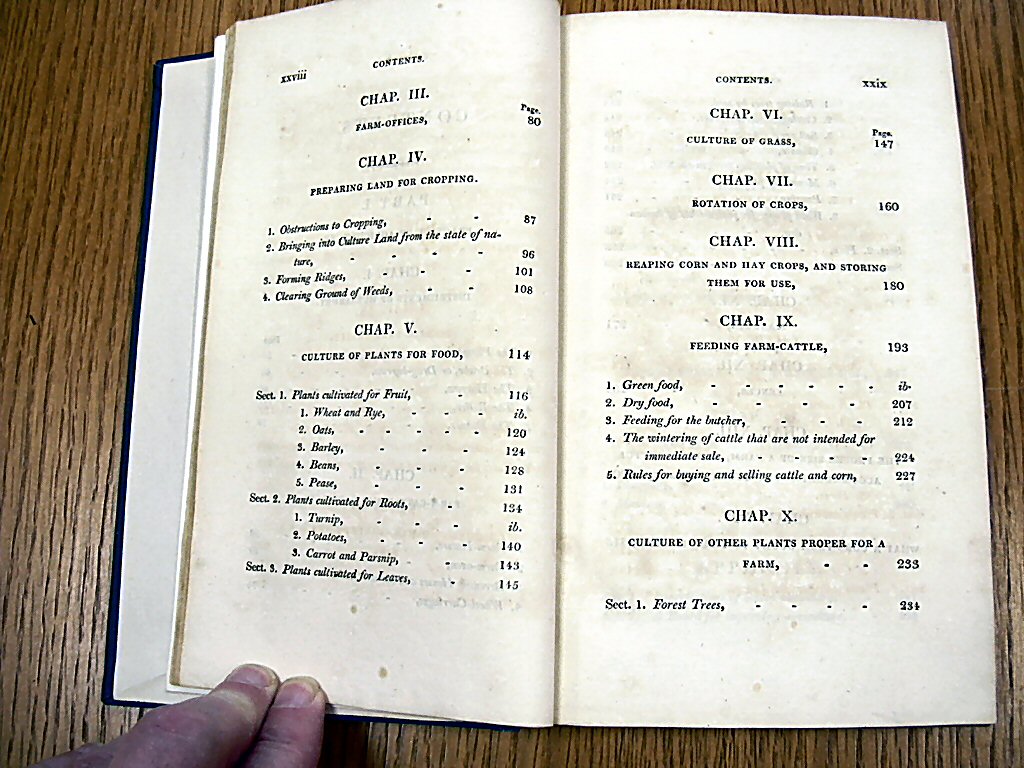 xxviii CONTENTS.
CHAP. III.
Page.
FARM-OFFICES, 80
CHAP. IV.
PREPARING LAND FOR CROPPING.
1. Obstructions to Cropping, - - 87
2. Bringing into Culture Land from the state of na-
ture, - - - - 96
3. Forming Ridges, - - - 101
4. Clearing Ground of Weeds, - - 108
CHAP. V.
CULTURE OF PLANTS FOR FOOD, 114
Sect. 1. Plants cultivated for Fruit, - 116
1. Wheat and Rye, - - - ib.
2. Oats, - - - - - 120
3. Barley, - - - 124
4. Beans, - - - 128
5. Pease, - - - 131
Sect. 2. Plants cultivated for Roots, - 134
1. Turnip, - - - ib.
2. Potatoes, - - - 140
3. Carrot and Parsnip, - - 143
Sect. 3. Plants cultivated for Leaves, - 145
CONTENTS. xxix
CHAP. VI.
Page.
CULTURE OF GRASS, 147
CHAP. VII.
ROTATION OF CROPS, 160
CHAP. VIII.
REAPING CORN AND HAY CROPS, AND STORING
THEM FOR USE, 180
CHAP. IX.
FEEDING FARM-CATTLE, 193
1. Green food, - - - - - - ib.
2. Dry food, - - - - 207
3. Feeding for the butcher, - - - 212
4. The wintering of cattle that are not intended for
immediate sale, - - - - 224
5. Rules for buying and selling cattle and corn, 227
CHAP. X.
CULTURE OF OTHER PLANTS PROPER FOR A
FARM, - - 233
Sect. 1. Forest Trees, - - - - 234